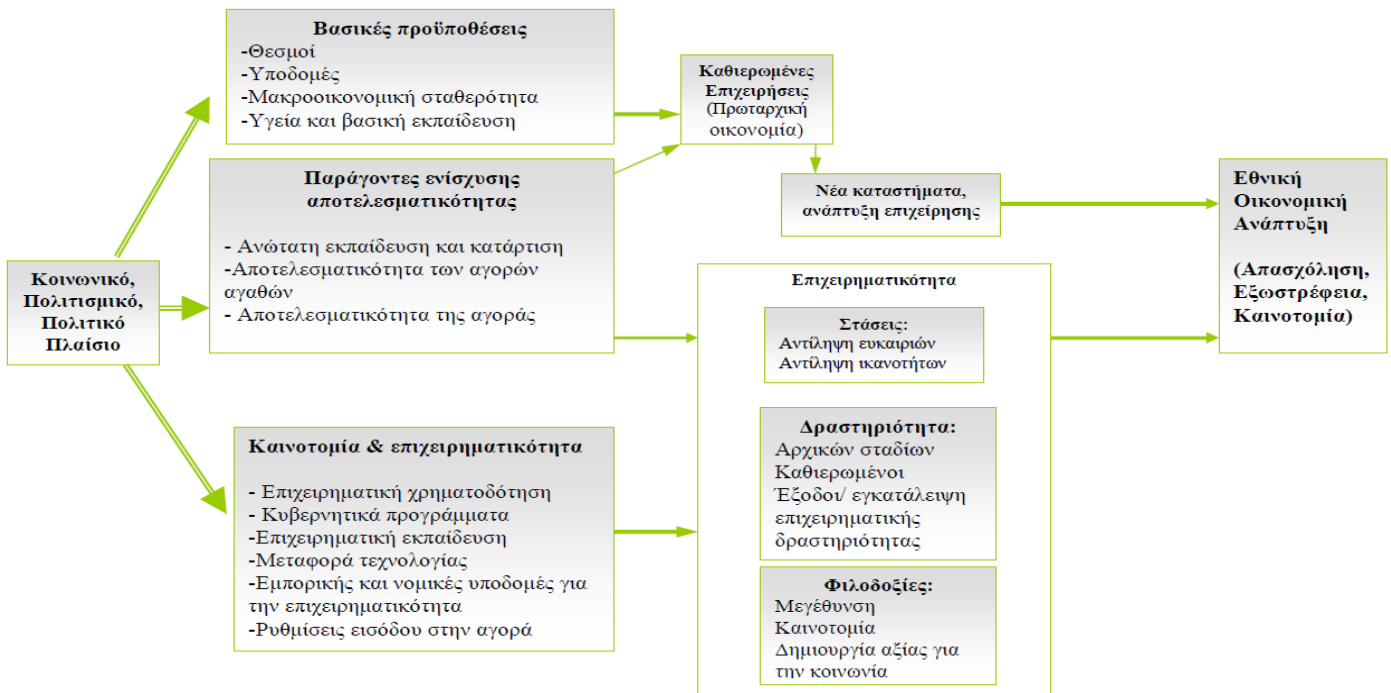 Βασικές προϋποθέσεις
-Θεσμοί
-Υποδομές
-Μακροοικονομική σταθερότητα
-Υγεία και βασική εκπαίδευση
Καθιερωμένες
Επιχειρήσεις
(Πρωταρχική
οικονομία)
Παράγοντες ενίσχυσης
αποτελεσματικότητας
- Ανώτατη εκπαίδευση και κατάρτιση
-Αποτελεσματικότητα των αγορών
αγαθών
- Αποτελεσματικότητα της αγοράς
Νέα καταστήματα,
ανάπτυξη επιχείρησης
Εθνική
Οικονομική
Ανάπτυξη
(Απασχόληση,
Εξωστρέφεια,
Καινοτομία)
Κοινωνικό,
Πολιτισμικό,
Πολιτικό
Πλαίσιο
Επιχειρηματικότητα
Στάσεις:
Αντίληψη ευκαιριών
Αντίληψη ικανοτήτων
Δραστηριότητα:
Αρχικών σταδίων
Καθιερωμένοι
Έξοδοι/ εγκατάλειψη
επιχειρηματικής
δραστηριότητας
Φιλοδοξίες:
Μεγέθυνση
Καινοτομία
Δημιουργία αξίας για
την κοινωνία
Καινοτομία & επιχειρηματικότητα
- Επιχειρηματική χρηματοδότηση
- Κυβερνητικά προγράμματα
-Επιχειρηματική εκπαίδευση
-Μεταφορά τεχνολογίας
-Εμπορικής και νομικές υποδομές για
την επιχειρηματικότητα
-Ρυθμίσεις εισόδου στην αγορά